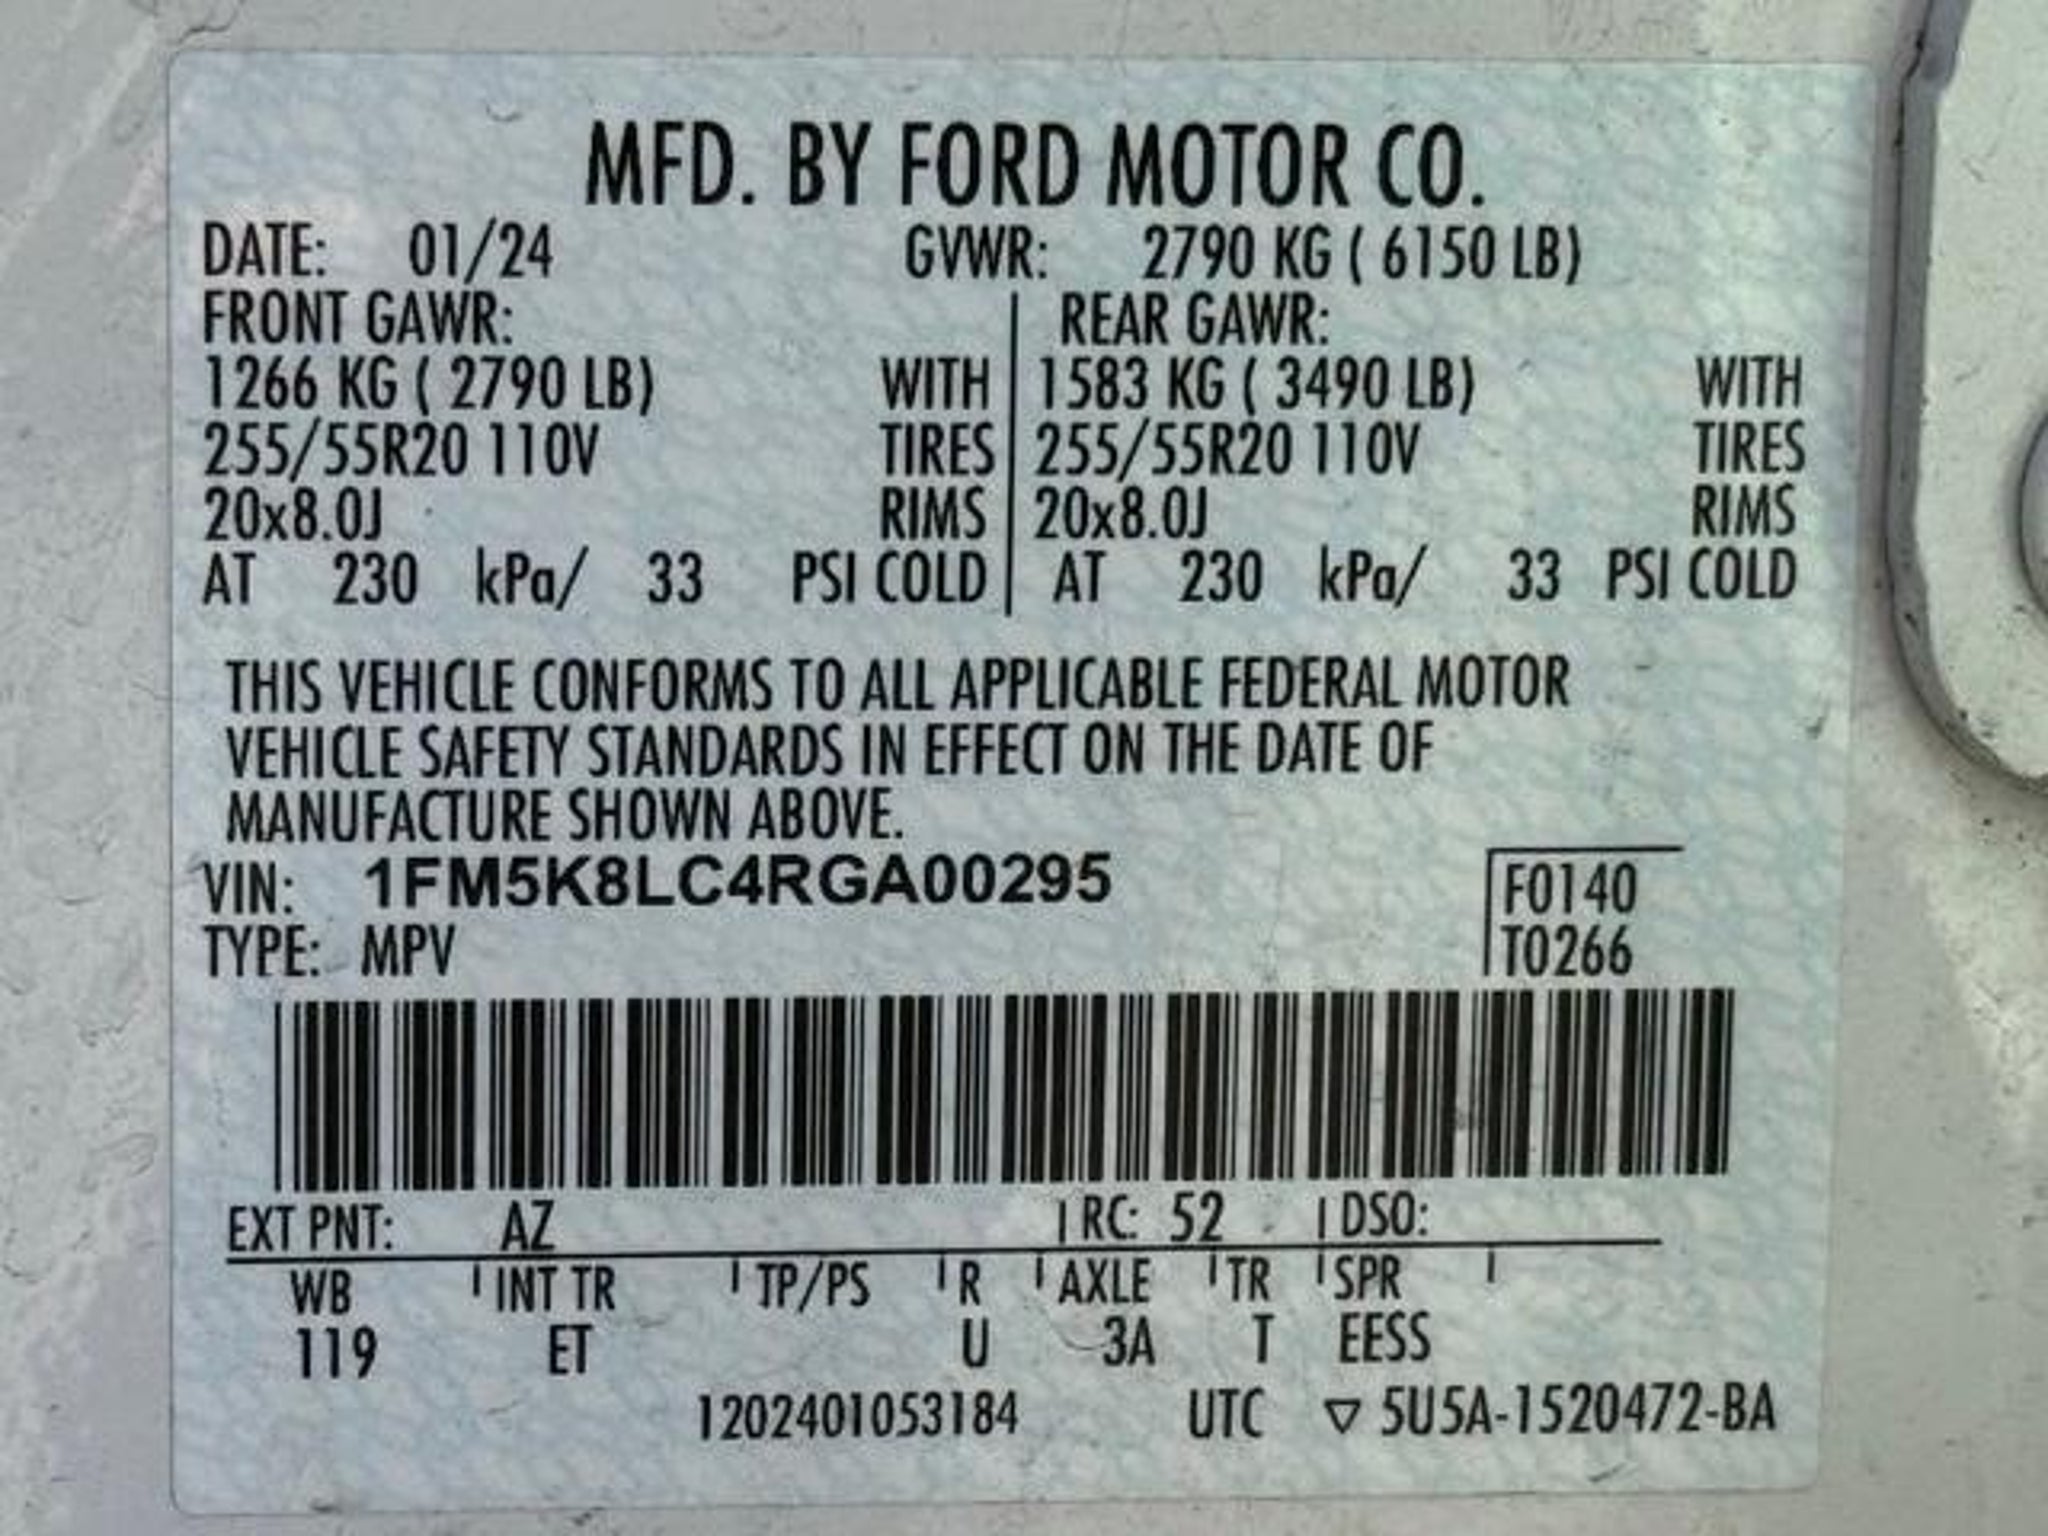 MFD. BY FORD MOTOR CO.
DATE: 01/24 GVWR: 2790 KG ( 6150 LB)
FRONT GAWR: REAR GAWR:
1266 KG ( 2790 LB) WITH 1583 KG ( 3490 LB) WITH
255/55R20 110V TIRES 255/55R20 110V TIRES
20x8.0J RIMS 20x8.0J RIMS
AT 230 kPa/ 33 PSI COLD AT 230 kPa/ 33 PSI COLD
THIS VEHICLE CONFORMS TO ALL APPLICABLE FEDERAL MOTOR
VEHICLE SAFETY STANDARDS IN EFFECT ON THE DATE OF
MANUFACTURE SHOWN ABOVE.
VIN: 1FM5K8LC4RGA00295 F0140
TYPE: MPV T0266
EXT PNT: AZ RC: 52 DSO:
WB INT TR TP/PS R AXLE TR SPR
119 ET U 3A T EESS
1202401053184 UTC ▽ 5U5A-1520472-BA